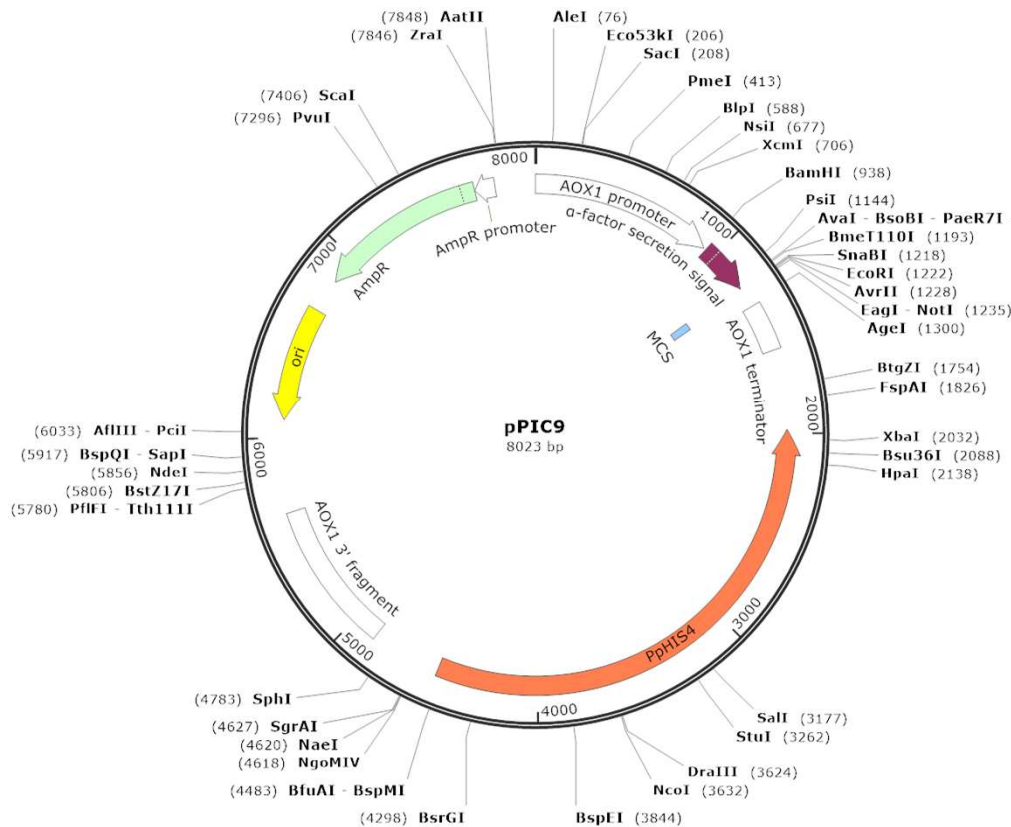 (7848) AatII
(7846) ZraI
(7406) ScaI
(7296) PvuI
AleI (76)
Eco53kI (206)
SacI (208)
PmeI (413)
BlpI (588)
NsiI (677)
XcmI (706)
BamHI (938)
PsiI (1144)
AvaI - BsoBI - PaeR7I
BmeT110I (1193)
SnaBI (1218)
EcoRI (1222)
AvrII (1228)
EagI - NotI (1235)
AgeI (1300)
BtgZI (1754)
FspAI (1826)
XbaI (2032)
Bsu36I (2088)
HpaI (2138)
SalI (3177)
StuI (3262)
DraIII (3624)
NcoI (3632)
BspEI (3844)
(4298) BsrGI
(4483) BfuAI - BspMI
(4618) NgoMIV
(4620) NaeI
(4627) SgrAI
(4783) SphI
(5780) PflFI - Tth111I
(5806) BstZ17I
(5856) NdeI
(5917) BspQI - SapI
(6033) AflIII - PciI
8000
1000
2000
3000
4000
5000
6000
7000
AOX1 promoter
α-factor secretion signal
AmpR promoter
AmpR
ori
MCS
AOX1 terminator
pPIC9
8023 bp
AOX1 3' fragment
PpHIS4